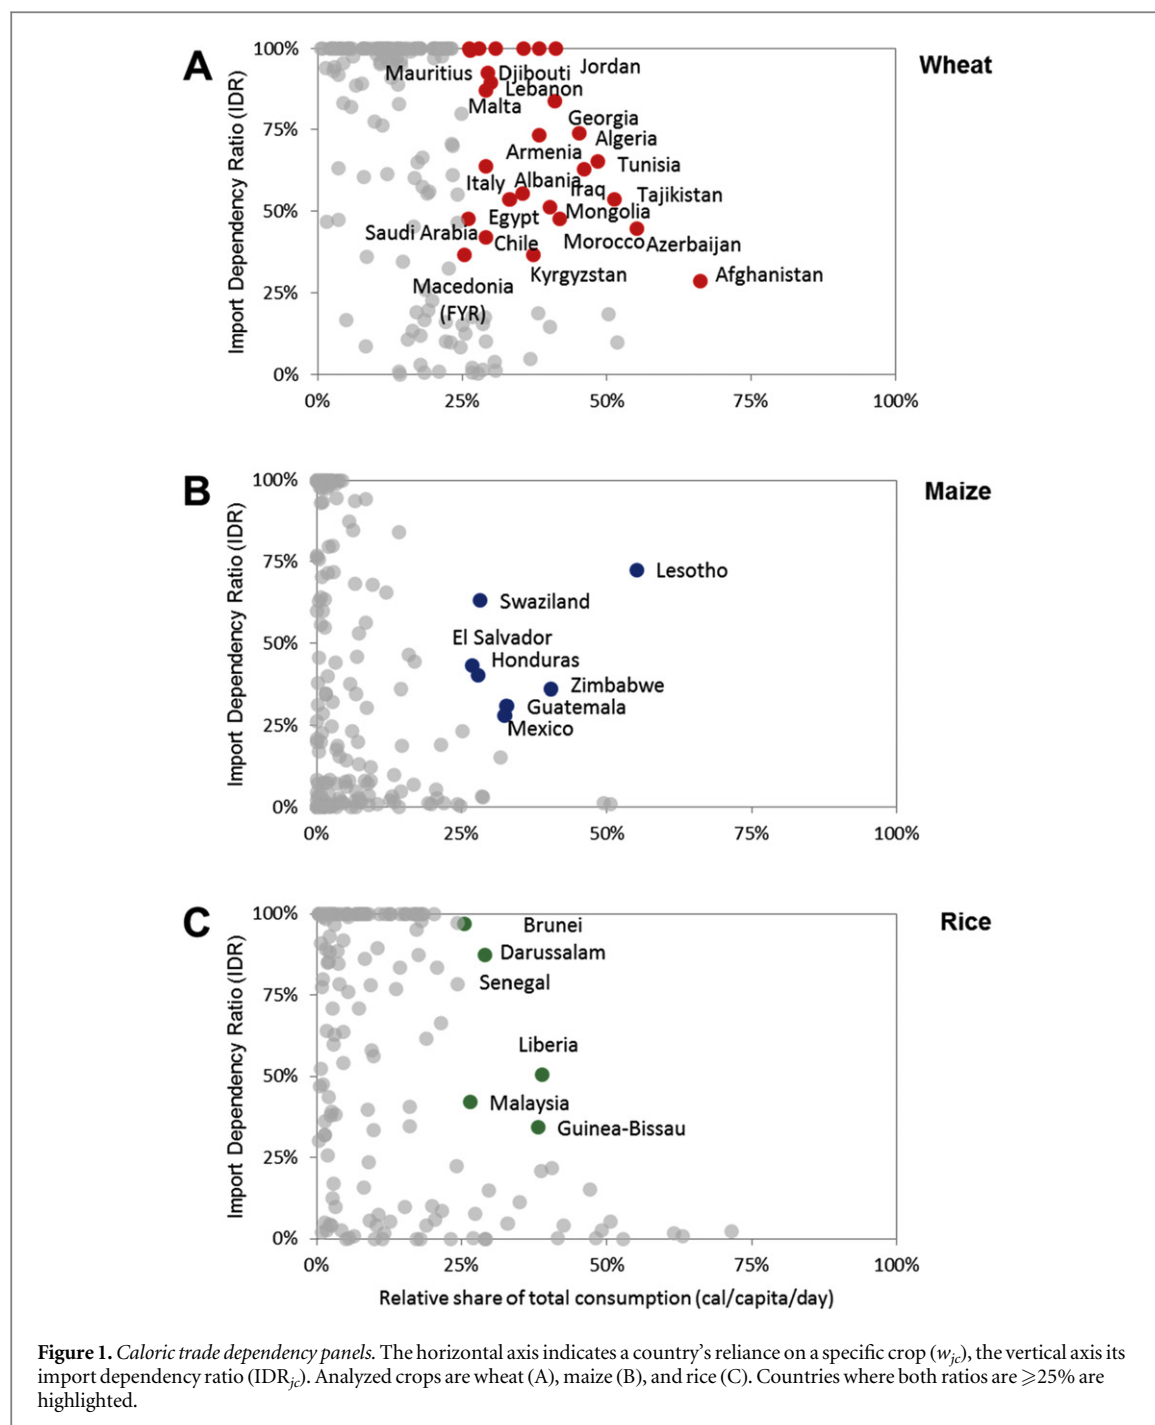 A
Wheat
Import Dependency Ratio (IDR)
100%
75%
50%
25%
0%
0%
25%
50%
75%
100%
Jordan
Mauritius
Djibouti
Lebanon
Malta
Georgia
Algeria
Armenia
Tunisia
Italy
Albania
Iraq
Tajikistan
Egypt
Mongolia
Saudi Arabia
Chile
Morocco
Azerbaijan
Kyrgyzstan
Afghanistan
Macedonia
(FYR)
B
Maize
Import Dependency Ratio (IDR)
100%
75%
50%
25%
0%
0%
25%
50%
75%
100%
Lesotho
Swaziland
El Salvador
Honduras
Zimbabwe
Guatemala
Mexico
C
Rice
Import Dependency Ratio (IDR)
100%
75%
50%
25%
0%
0%
25%
50%
75%
100%
Brunei
Darussalam
Senegal
Liberia
Malaysia
Guinea-Bissau
Relative share of total consumption (cal/capita/day)
Figure 1. Caloric trade dependency panels. The horizontal axis indicates a country's reliance on a specific crop (wjc), the vertical axis its
import dependency ratio (IDRjc). Analyzed crops are wheat (A), maize (B), and rice (C). Countries where both ratios are ⩾25% are
highlighted.